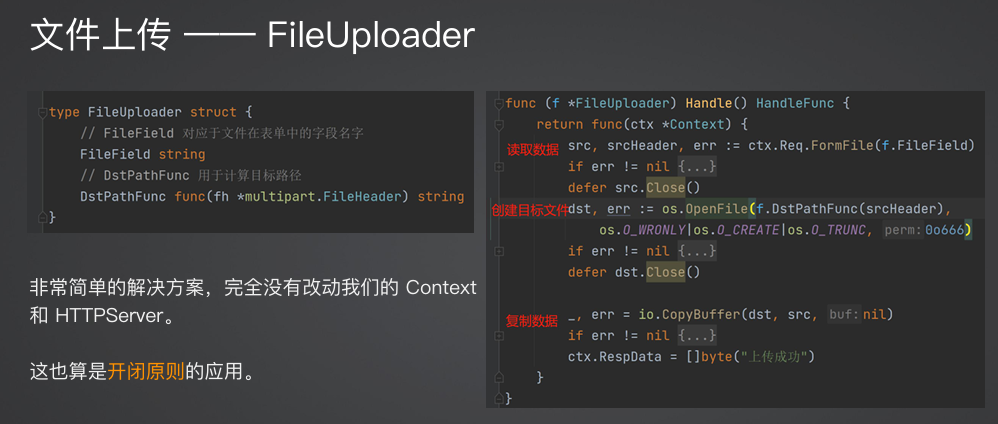 文件上传 —— FileUploader
type FileUploader struct {
// FileField 对应于文件在表单中的字段名字
FileField string
// DstPathFunc 用于计算目标路径
DstPathFunc func(fh *multipart.FileHeader) string
}
非常简单的解决方案，完全没有改动我们的 Context
和 HTTPServer。
这也算是开闭原则的应用。
func (f *FileUploader) Handle() HandleFunc {
return func(ctx *Context) {
读取数据 src, srcHeader, err := ctx.Req.FormFile(f.FileField)
if err != nil {...}
defer src.Close()
创建目标文件 dst, err := os.OpenFile(f.DstPathFunc(srcHeader),
os.O_WRONLY|os.O_CREATE|os.O_TRUNC, perm: 0o666)
if err != nil {...}
defer dst.Close()
复制数据 _, err = io.CopyBuffer(dst, src, buf: nil)
if err != nil {...}
ctx.RespData = []byte("上传成功")
}
}